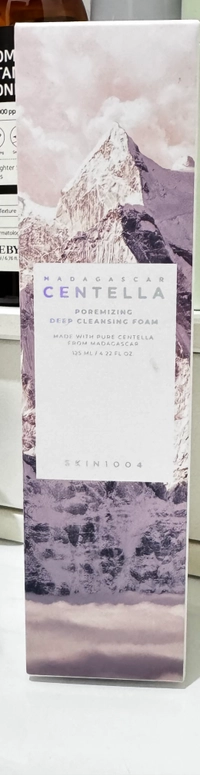 MADAGASCAR
CENTELLA
POREMIZING
DEEP CLEANSING FOAM
MADE WITH PURE CENTELLA
FROM MADAGASCAR
125 ML / 4.22 FL.OZ.
SKIN1004